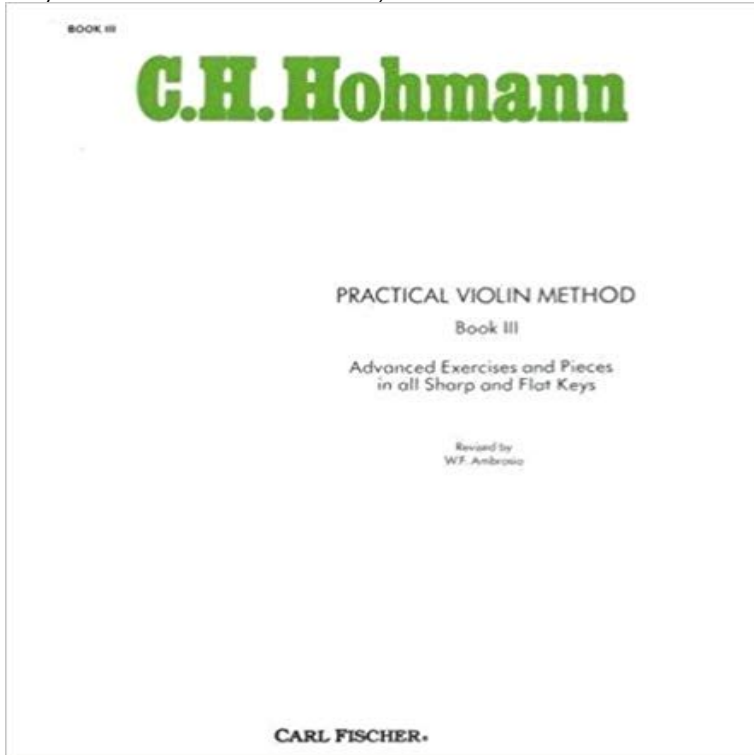 BOOK III
C.H. Hohmann
PRACTICAL VIOLIN METHOD
Book III
Advanced Exercises and Pieces
in all Sharp and Flat Keys
Revised by
W.F. Ambrosio
CARL FISCHER®